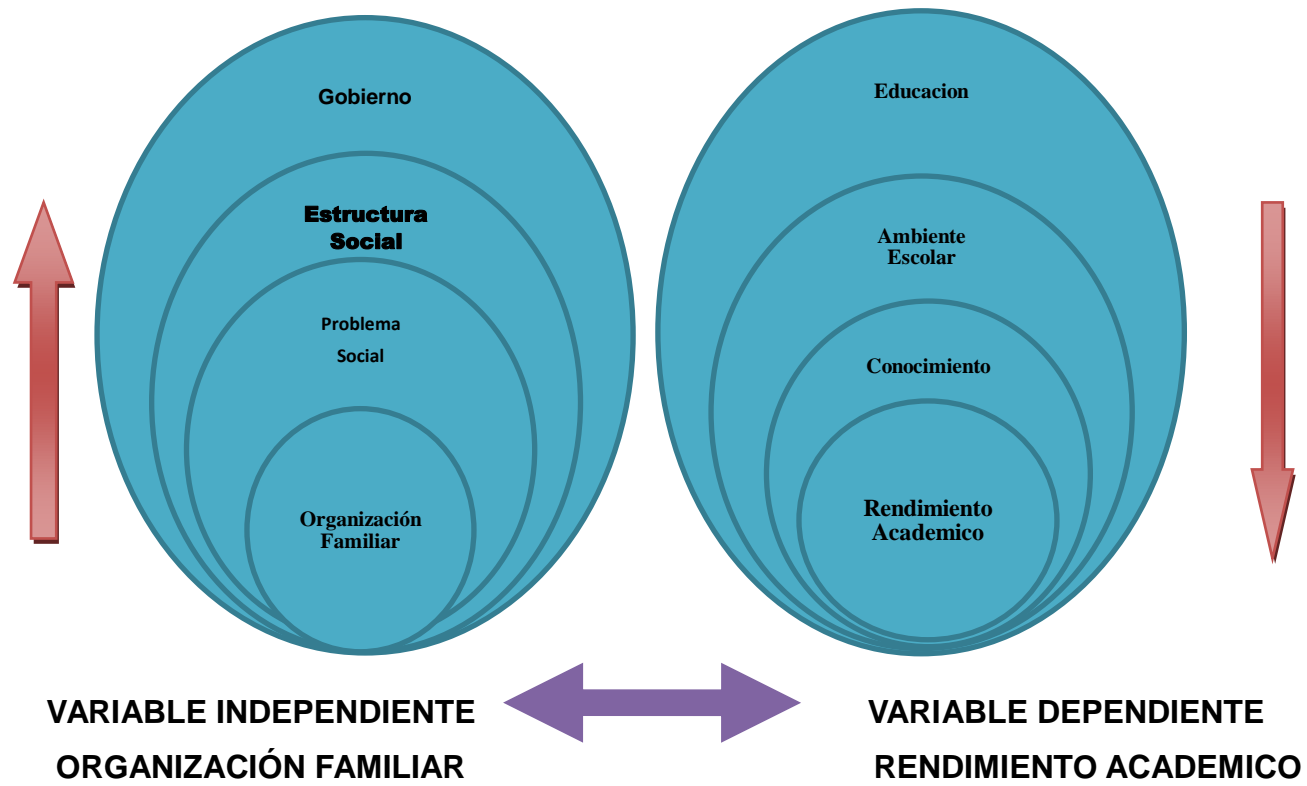 Gobierno
Estructura
Social
Problema
Social
Organización
Familiar
Educacion
Ambiente
Escolar
Conocimiento
Rendimiento
Academico
VARIABLE INDEPENDIENTE
ORGANIZACIÓN FAMILIAR
VARIABLE DEPENDIENTE
RENDIMIENTO ACADEMICO